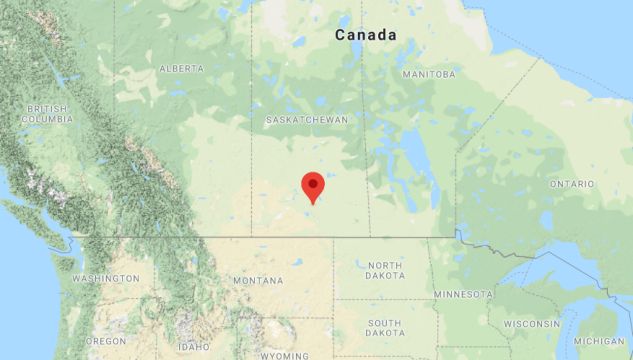 Canada
ALBERTA
MANITOBA
BRITISH
COLUMBIA
SASKATCHEWAN
ONTARIO
WASHINGTON
MONTANA
NORTH
DAKOTA
MINNESOTA
SOUTH
DAKOTA
WISCONSIN
OREGON
IDAHO
MICHIGAN
WYOMING